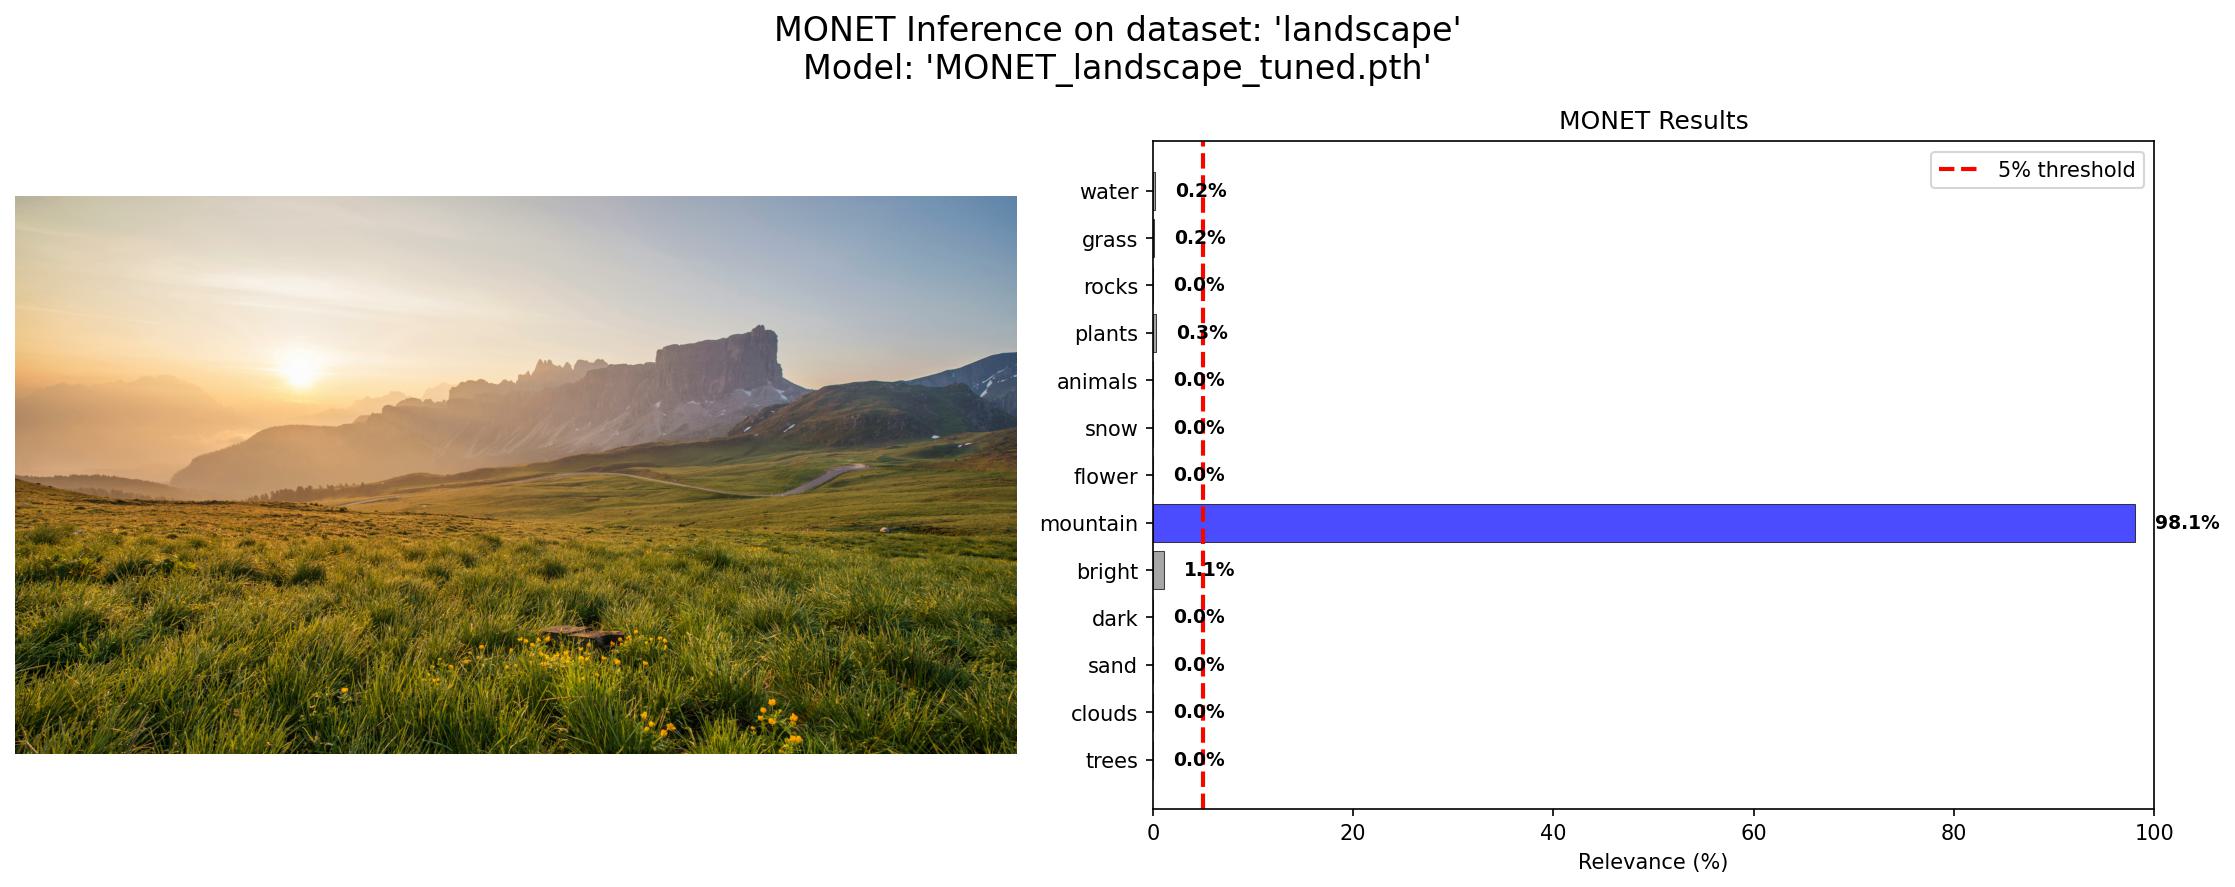 MONET Inference on dataset: 'landscape'
Model: 'MONET_landscape_tuned.pth'
MONET Results
5% threshold
water 0.2%
grass 0.2%
rocks 0.0%
plants 0.3%
animals 0.0%
snow 0.0%
flower 0.0%
mountain 98.1%
bright 1.1%
dark 0.0%
sand 0.0%
clouds 0.0%
trees 0.0%
0 20 40 60 80 100
Relevance (%)